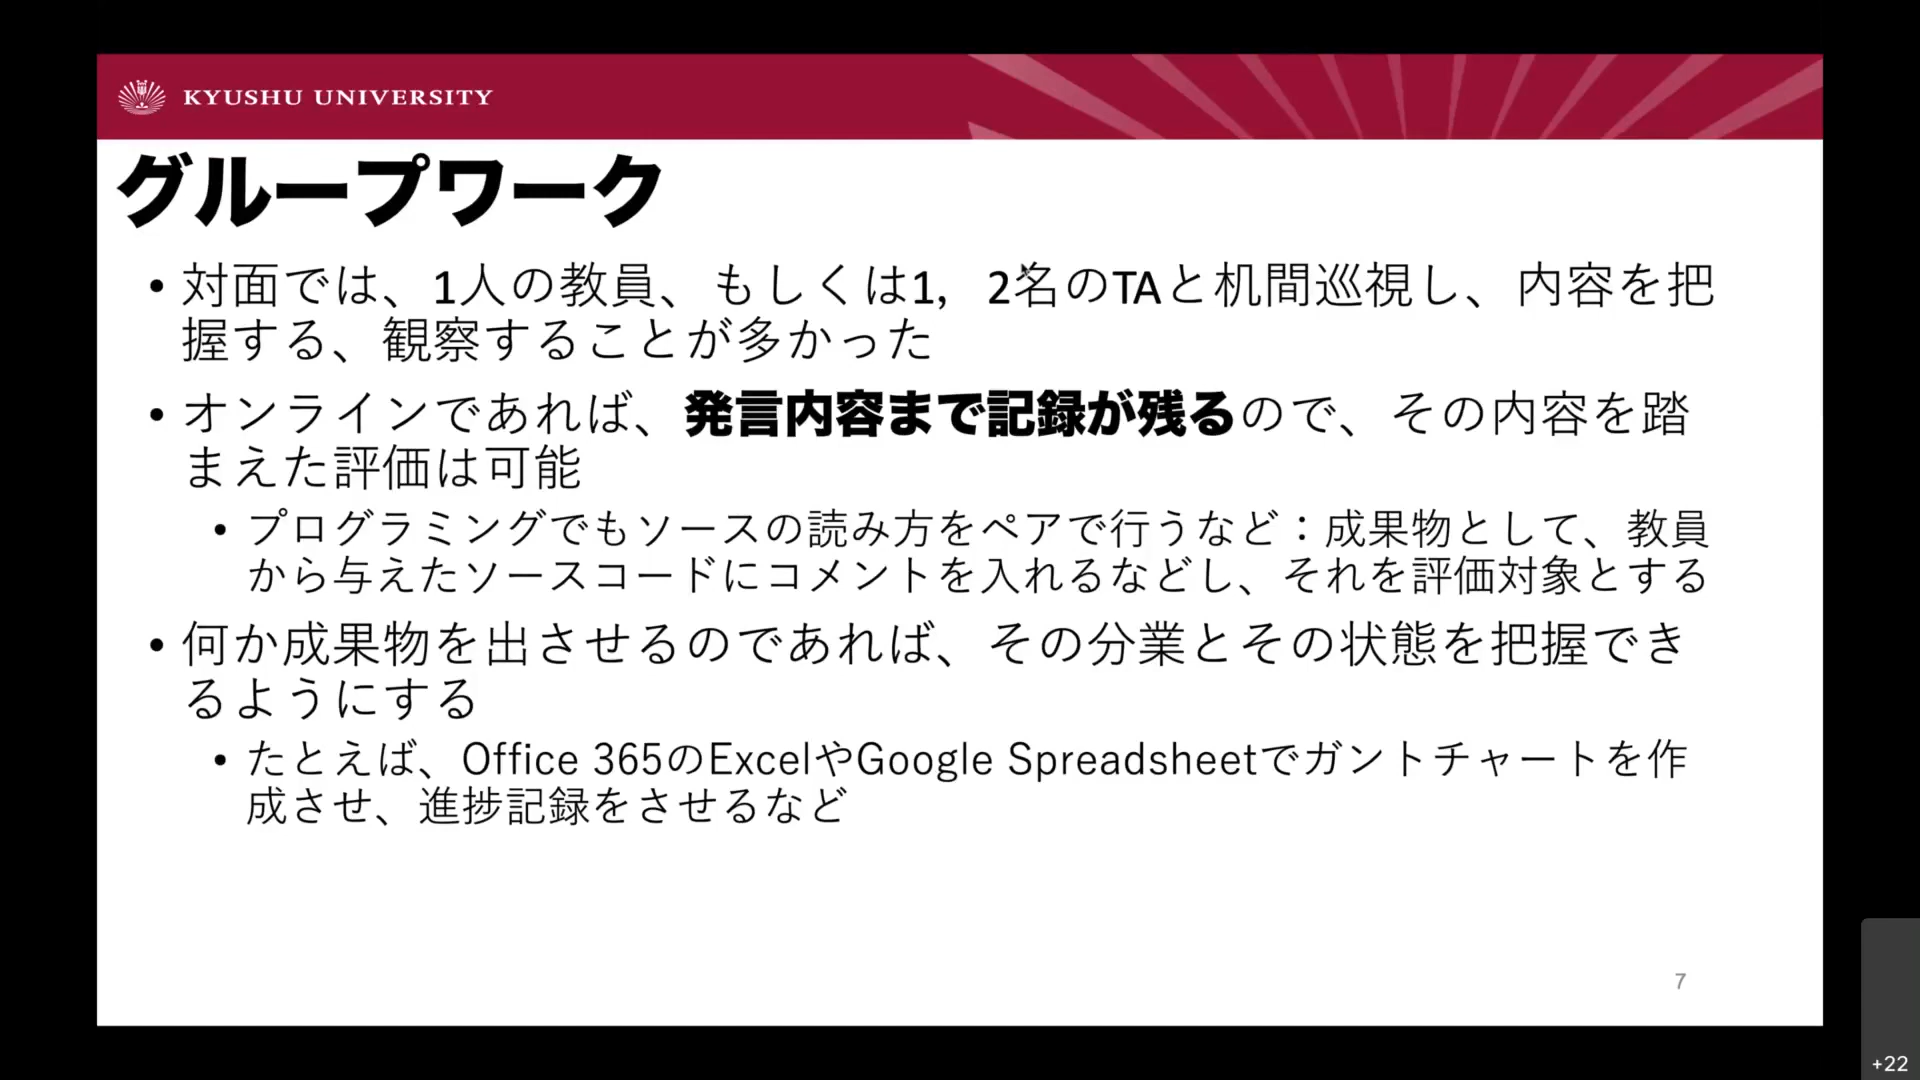 KYUSHU UNIVERSITY
グループワーク
• 対面では、1人の教員、もしくは1，2名のTAと机間巡視し、内容を把
握する、観察することが多かった
• オンラインであれば、発言内容まで記録が残るので、その内容を踏
まえた評価は可能
• プログラミングでもソースの読み方をペアで行うなど：成果物として、教員
から与えたソースコードにコメントを入れるなどし、それを評価対象とする
• 何か成果物を出させるのであれば、その分業とその状態を把握でき
るようにする
• たとえば、Office 365のExcelやGoogle Spreadsheetでガントチャートを作
成させ、進捗記録をさせるなど
7
+22